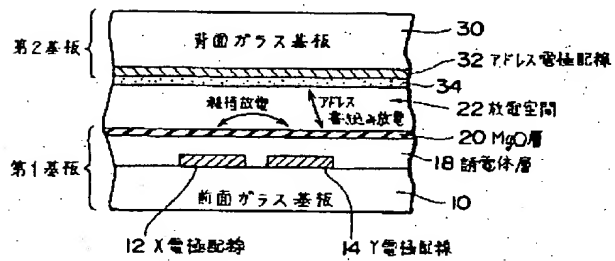 第2基板
背面ガラス基板
30
32 アドレス電極配線
34
維持放電
アドレス
書き込み放電
22 放電空間
20 MgO層
18 誘電体層
第1基板
前面ガラス基板
10
12 X電極配線
14 Y電極配線